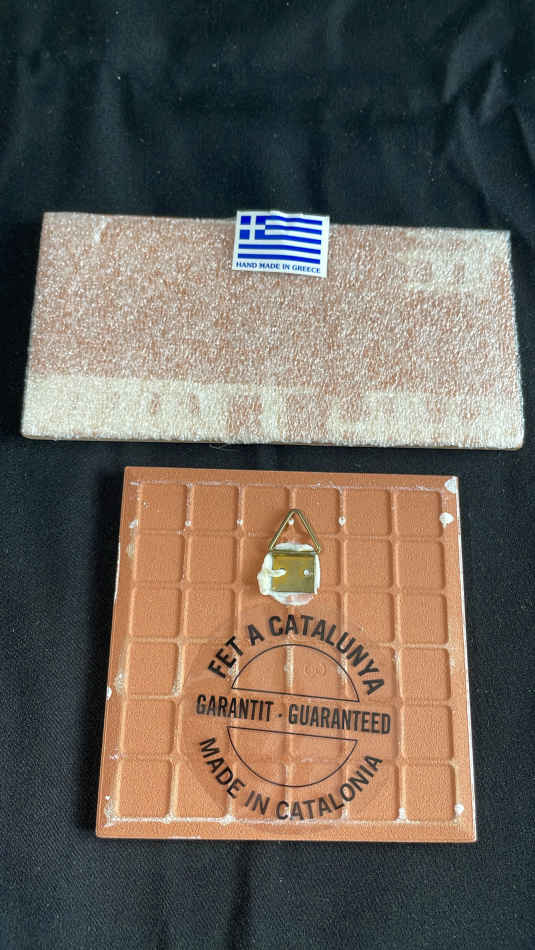 HAND MADE IN GREECE
FET A CATALUNYA
GARANTIT · GUARANTEED
MADE IN CATALONIA